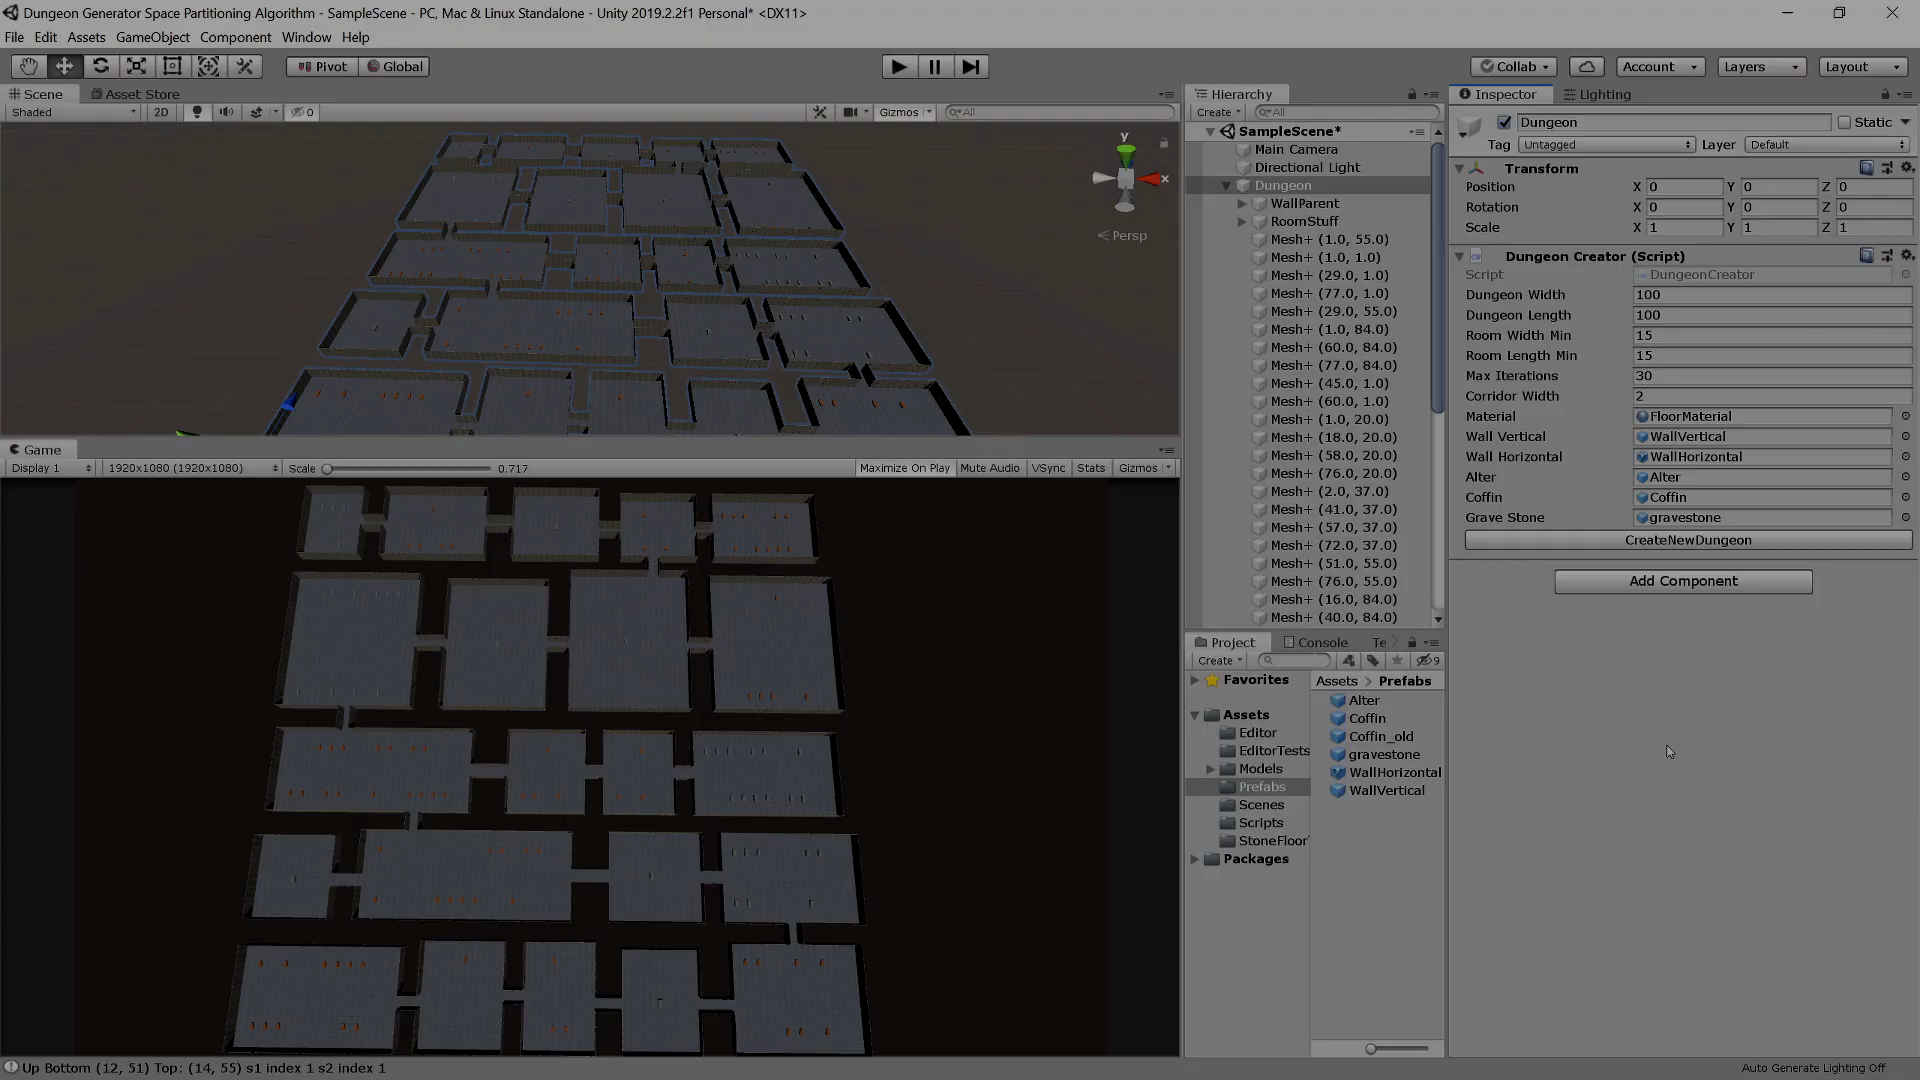 Dungeon Generator Space Partitioning Algorithm - SampleScene - PC, Mac & Linux Standalone - Unity 2019.2.2f1 Personal* <DX11>
File Edit Assets GameObject Component Window Help
Pivot Global Collab Account Layers Layout
Scene Asset Store
Shaded 2D 0 Gizmos All
y
x
Persp
Game
Display 1 1920x1080 (1920x1080) Scale 0.717 Maximize On Play Mute Audio VSync Stats Gizmos
Hierarchy
Create All
SampleScene*
Main Camera
Directional Light
Dungeon
WallParent
RoomStuff
Mesh+ (1.0, 55.0)
Mesh+ (1.0, 1.0)
Mesh+ (29.0, 1.0)
Mesh+ (77.0, 1.0)
Mesh+ (29.0, 55.0)
Mesh+ (1.0, 84.0)
Mesh+ (60.0, 84.0)
Mesh+ (77.0, 84.0)
Mesh+ (45.0, 1.0)
Mesh+ (60.0, 1.0)
Mesh+ (1.0, 20.0)
Mesh+ (18.0, 20.0)
Mesh+ (58.0, 20.0)
Mesh+ (76.0, 20.0)
Mesh+ (2.0, 37.0)
Mesh+ (41.0, 37.0)
Mesh+ (57.0, 37.0)
Mesh+ (72.0, 37.0)
Mesh+ (51.0, 55.0)
Mesh+ (76.0, 55.0)
Mesh+ (16.0, 84.0)
Mesh+ (40.0, 84.0)
Project Console Te
Create 9
Favorites
Assets
Editor
EditorTests
Models
Prefabs
Scenes
Scripts
StoneFloor
Packages
Assets > Prefabs
Alter
Coffin
Coffin_old
gravestone
WallHorizontal
WallVertical
Inspector Lighting
Dungeon Static
Tag Untagged Layer Default
Transform
Position X 0 Y 0 Z 0
Rotation X 0 Y 0 Z 0
Scale X 1 Y 1 Z 1
Dungeon Creator (Script)
Script DungeonCreator
Dungeon Width 100
Dungeon Length 100
Room Width Min 15
Room Length Min 15
Max Iterations 30
Corridor Width 2
Material FloorMaterial
Wall Vertical WallVertical
Wall Horizontal WallHorizontal
Alter Alter
Coffin Coffin
Grave Stone gravestone
CreateNewDungeon
Add Component
Up Bottom (12, 51) Top: (14, 55) s1 index 1 s2 index 1
Auto Generate Lighting Off